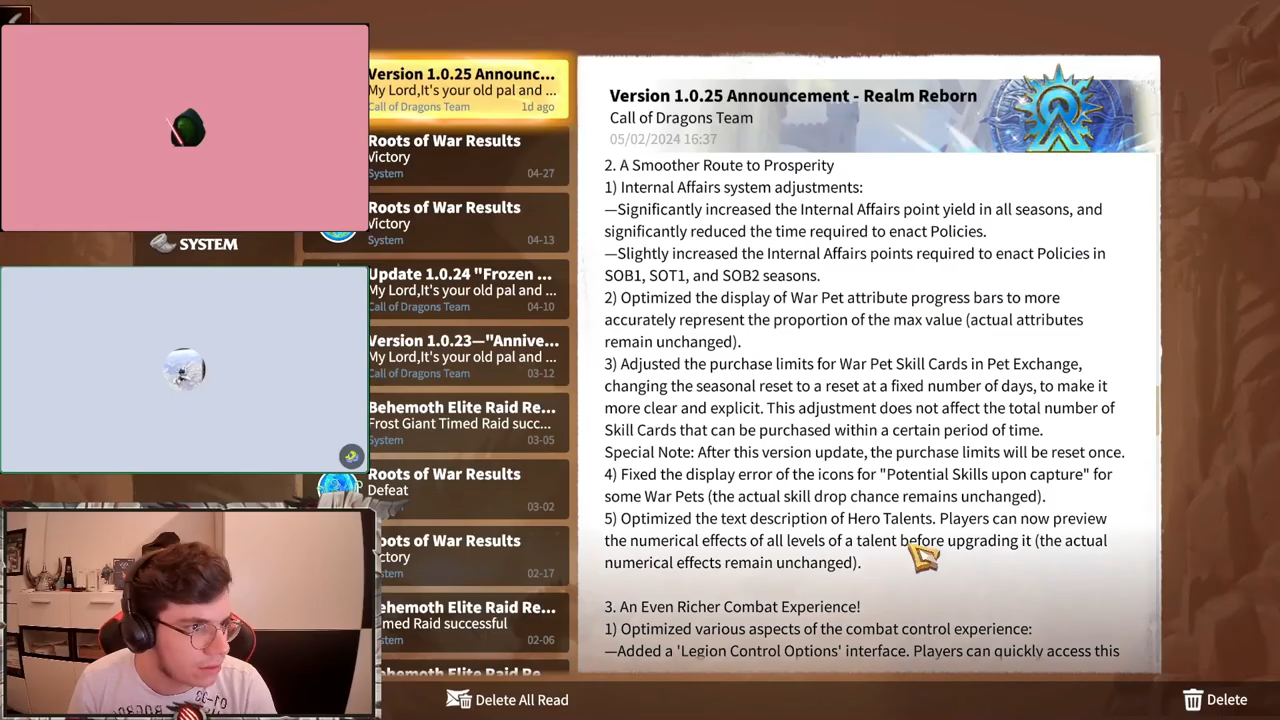 SYSTEM
Version 1.0.25 Announc...
My Lord,It's your old pal and ...
Call of Dragons Team
1d ago
Roots of War Results
Victory
System
04-27
Roots of War Results
Victory
System
04-13
Update 1.0.24 "Frozen ...
My Lord,It's your old pal and ...
Call of Dragons Team
04-10
Version 1.0.23—"Annive...
My Lord,It's your old pal and ...
Call of Dragons Team
03-12
Behemoth Elite Raid Re...
Frost Giant Timed Raid succ...
System
03-05
Roots of War Results
Defeat
03-02
oots of War Results
ctory
stem
02-17
ehemoth Elite Raid Re...
med Raid successful
stem
02-06
ehemoth Elite Raid Re...
Delete All Read
Version 1.0.25 Announcement - Realm Reborn
Call of Dragons Team
05/02/2024 16:37
2. A Smoother Route to Prosperity
1) Internal Affairs system adjustments:
—Significantly increased the Internal Affairs point yield in all seasons, and
significantly reduced the time required to enact Policies.
—Slightly increased the Internal Affairs points required to enact Policies in
SOB1, SOT1, and SOB2 seasons.
2) Optimized the display of War Pet attribute progress bars to more
accurately represent the proportion of the max value (actual attributes
remain unchanged).
3) Adjusted the purchase limits for War Pet Skill Cards in Pet Exchange,
changing the seasonal reset to a reset at a fixed number of days, to make it
more clear and explicit. This adjustment does not affect the total number of
Skill Cards that can be purchased within a certain period of time.
Special Note: After this version update, the purchase limits will be reset once.
4) Fixed the display error of the icons for "Potential Skills upon capture" for
some War Pets (the actual skill drop chance remains unchanged).
5) Optimized the text description of Hero Talents. Players can now preview
the numerical effects of all levels of a talent before upgrading it (the actual
numerical effects remain unchanged).
3. An Even Richer Combat Experience!
1) Optimized various aspects of the combat control experience:
—Added a 'Legion Control Options' interface. Players can quickly access this
Delete